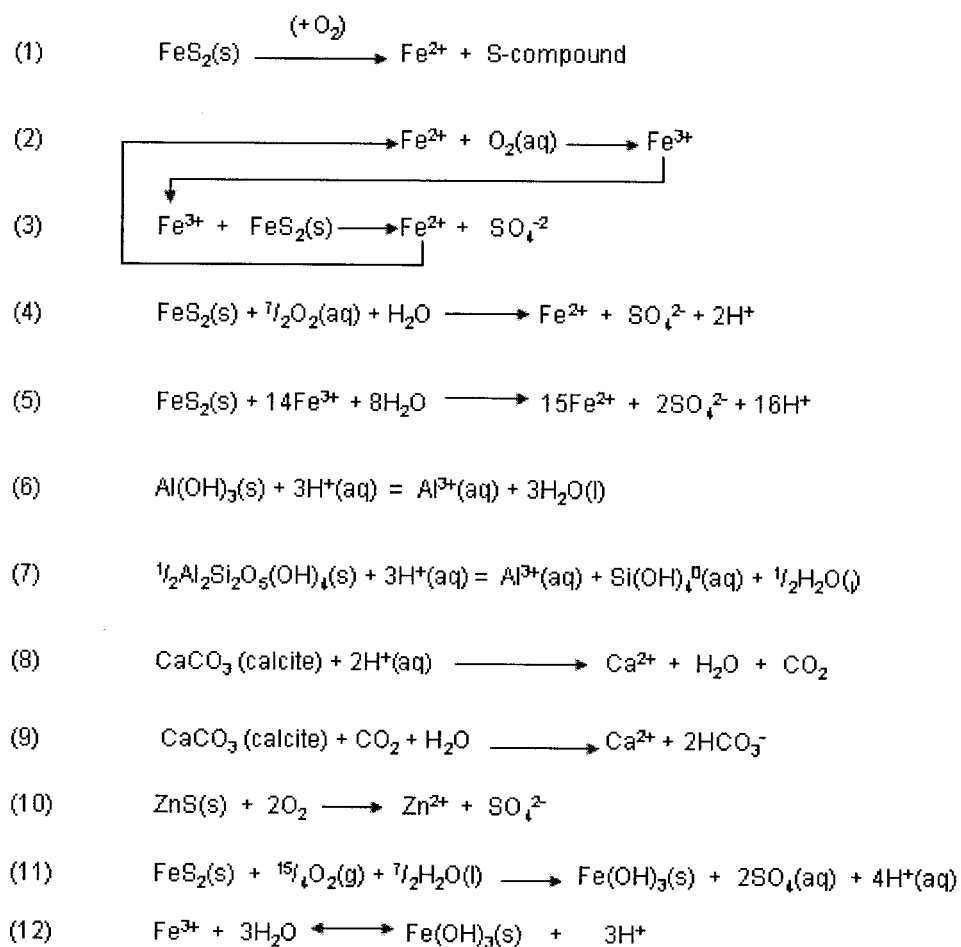 (+ O₂)
(1) FeS₂(s) ⟶ Fe²⁺ + S-compound
(2) Fe²⁺ + O₂(aq) ⟶ Fe³⁺
(3) Fe³⁺ + FeS₂(s) ⟶ Fe²⁺ + SO₄⁻²
(4) FeS₂(s) + ⁷/₂O₂(aq) + H₂O ⟶ Fe²⁺ + SO₄²⁻ + 2H⁺
(5) FeS₂(s) + 14Fe³⁺ + 8H₂O ⟶ 15Fe²⁺ + 2SO₄²⁻ + 16H⁺
(6) Al(OH)₃(s) + 3H⁺(aq) = Al³⁺(aq) + 3H₂O(l)
(7) ¹/₂Al₂Si₂O₅(OH)₄(s) + 3H⁺(aq) = Al³⁺(aq) + Si(OH)₄⁰(aq) + ¹/₂H₂O(l)
(8) CaCO₃ (calcite) + 2H⁺(aq) ⟶ Ca²⁺ + H₂O + CO₂
(9) CaCO₃ (calcite) + CO₂ + H₂O ⟶ Ca²⁺ + 2HCO₃⁻
(10) ZnS(s) + 2O₂ ⟶ Zn²⁺ + SO₄²⁻
(11) FeS₂(s) + ¹⁵/₄O₂(g) + ⁷/₂H₂O(l) ⟶ Fe(OH)₃(s) + 2SO₄(aq) + 4H⁺(aq)
(12) Fe³⁺ + 3H₂O ⟷ Fe(OH)₃(s) + 3H⁺